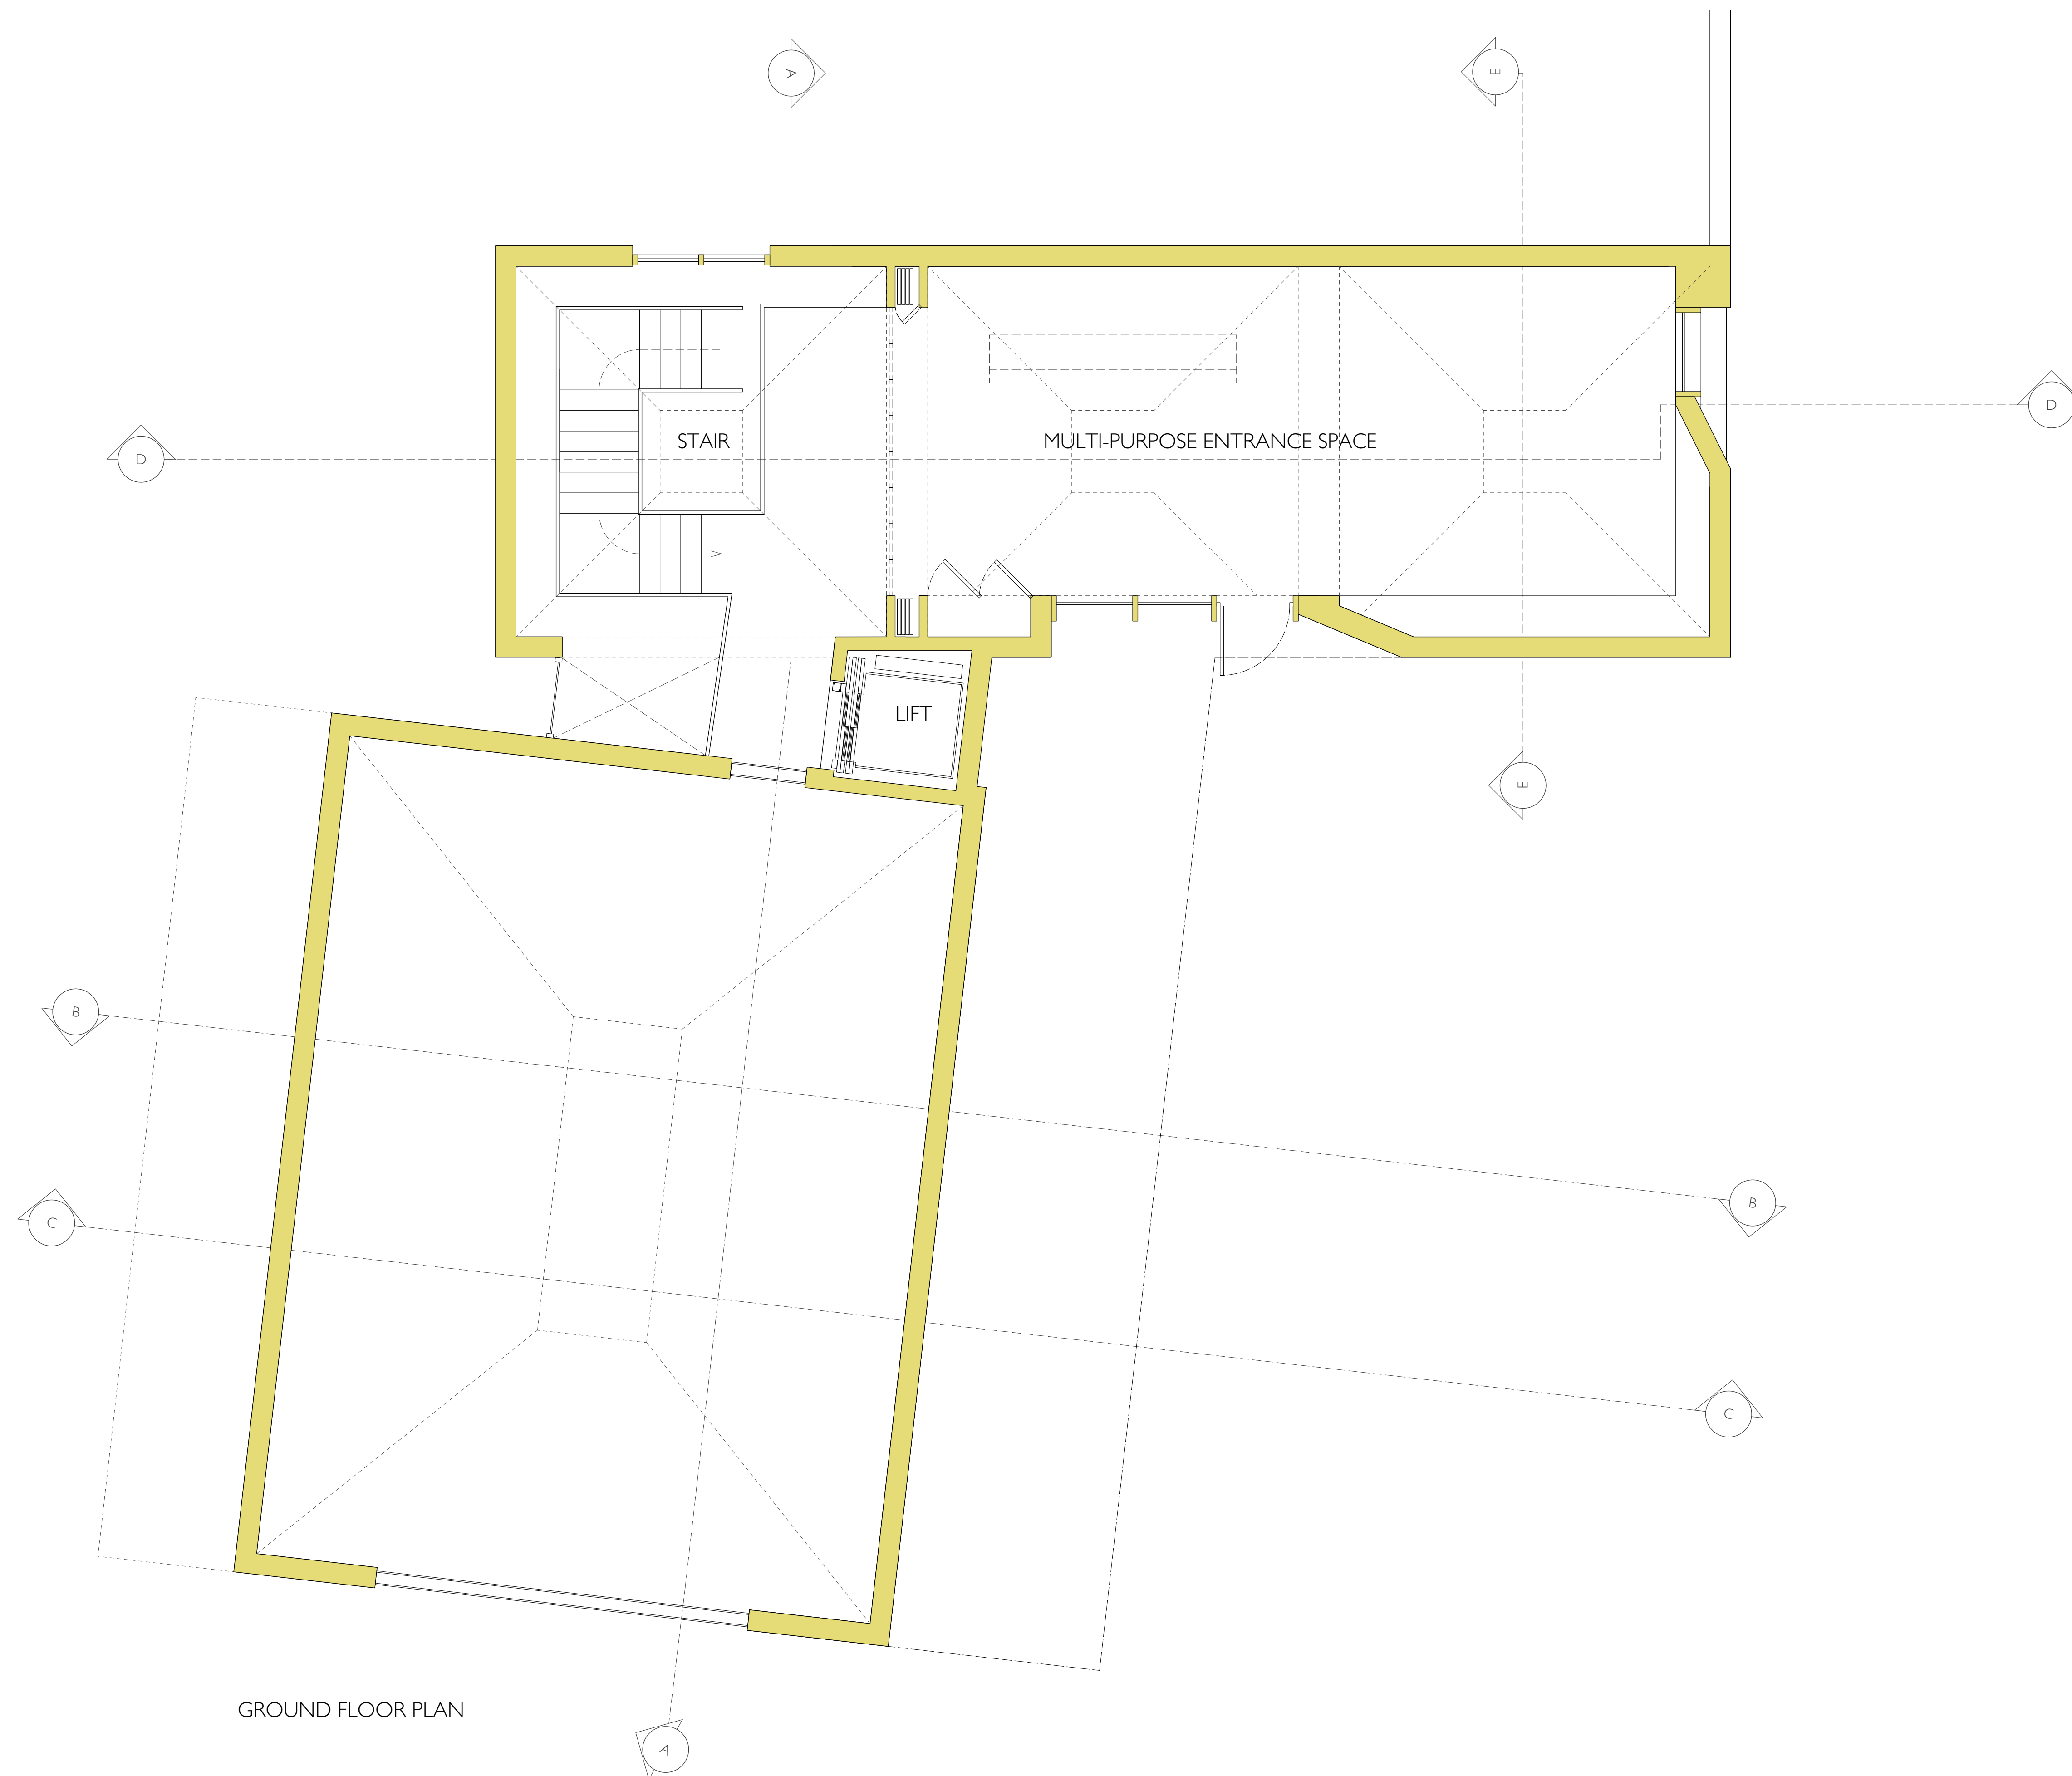 A
E
STAIR
MULTI-PURPOSE ENTRANCE SPACE
D
D
LIFT
E
B
B
C
C
GROUND FLOOR PLAN
A